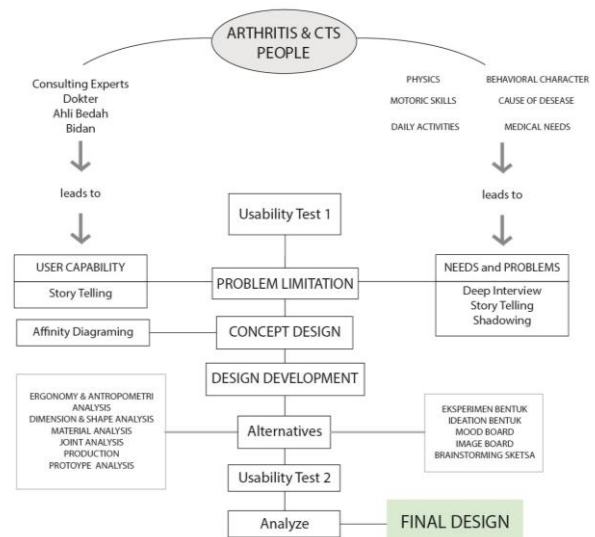 ARTHRITIS & CTS
PEOPLE
Consulting Experts
Dokter
Ahli Bedah
Bidan
leads to
PHYSICS
BEHAVIORAL CHARACTER
MOTORIC SKILLS
CAUSE OF DESEASE
DAILY ACTIVITIES
MEDICAL NEEDS
leads to
Usability Test 1
USER CAPABILITY
Story Telling
PROBLEM LIMITATION
NEEDS and PROBLEMS
Deep Interview
Story Telling
Shadowing
Affinity Diagraming
CONCEPT DESIGN
DESIGN DEVELOPMENT
ERGONOMY & ANTROPOMETRI
ANALYSIS
DIMENSION & SHAPE ANALYSIS
MATERIAL ANALYSIS
JOINT ANALYSIS
PRODUCTION
PROTOYPE ANALYSIS
Alternatives
EKSPERIMEN BENTUK
IDEATION BENTUK
MOOD BOARD
IMAGE BOARD
BRAINSTORMING SKETSA
Usability Test 2
Analyze
FINAL DESIGN